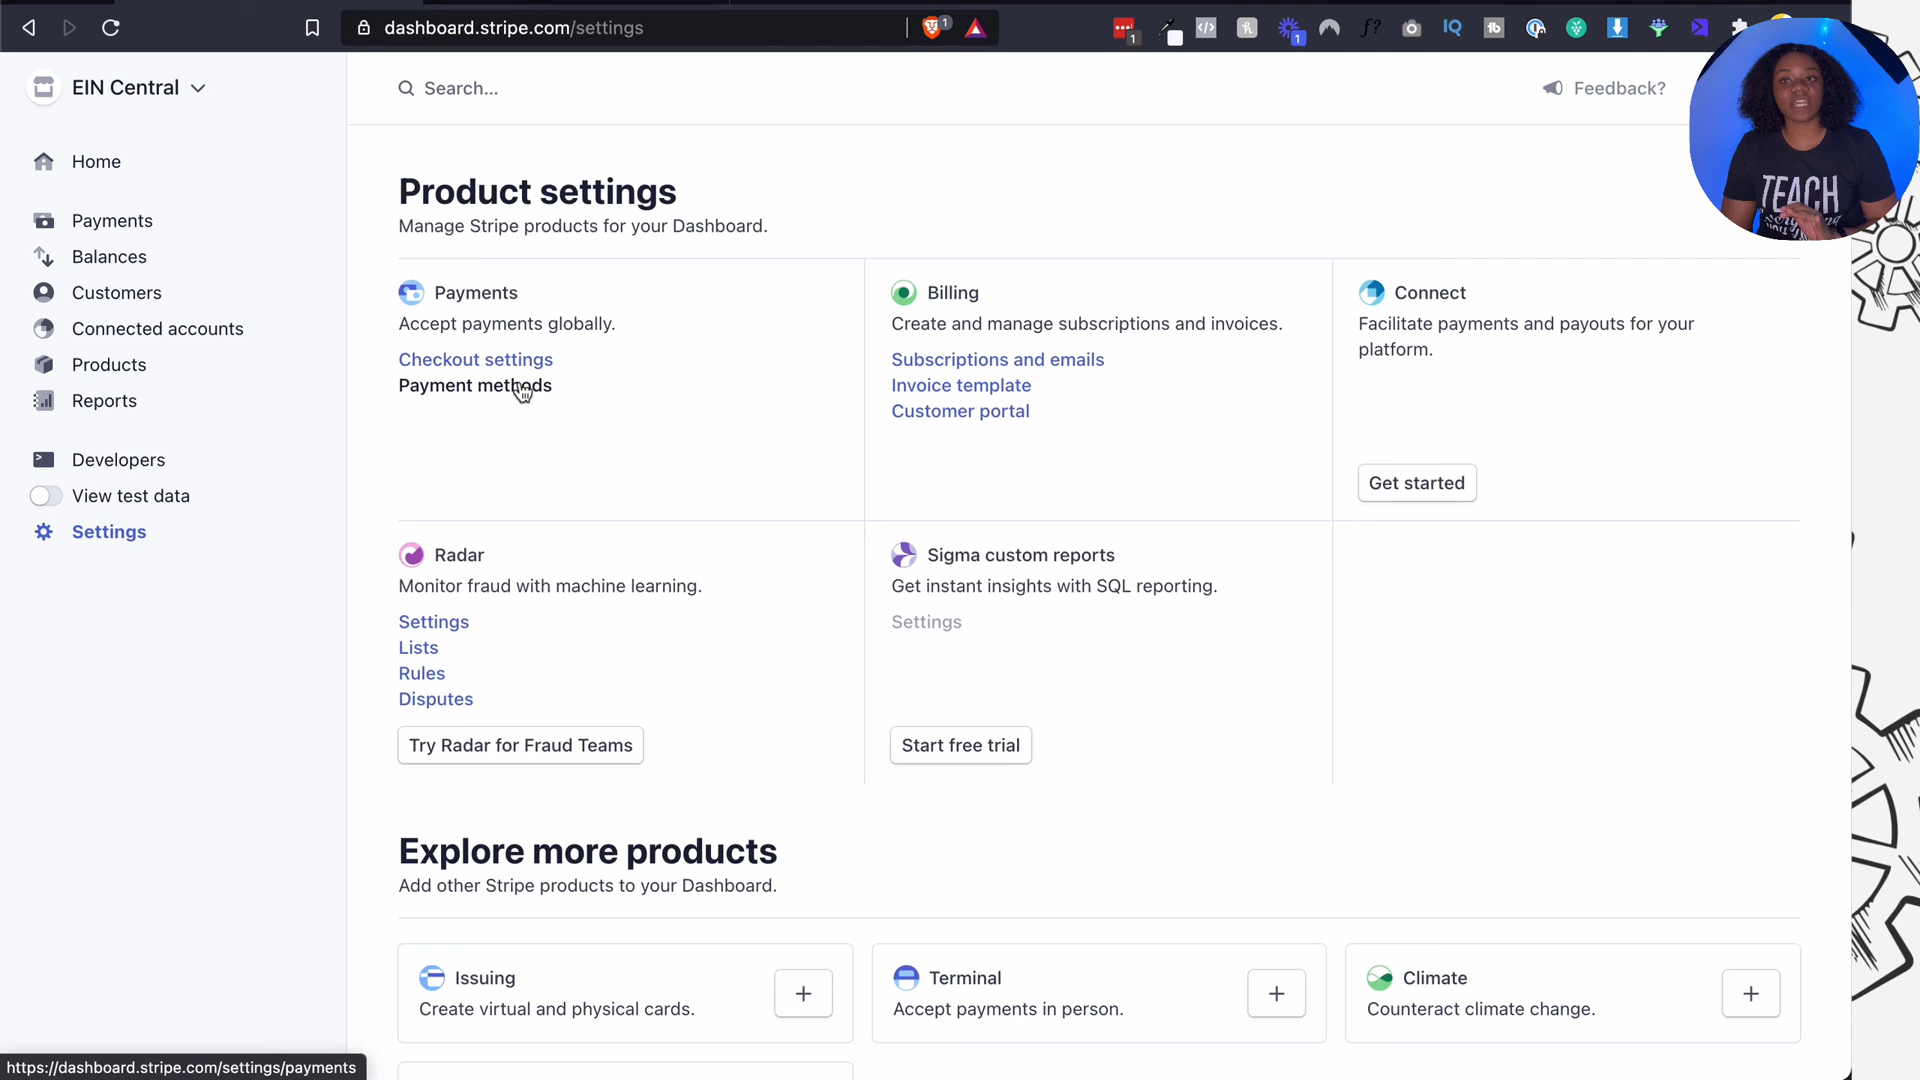 dashboard.stripe.com/settings
1
1
1
f?
IQ
tb
EIN Central
Search...
Feedback?
TEACH
Home
Payments
Balances
Customers
Connected accounts
Products
Reports
Developers
View test data
Settings
Product settings
Manage Stripe products for your Dashboard.
Payments
Accept payments globally.
Checkout settings
Payment methods
Billing
Create and manage subscriptions and invoices.
Subscriptions and emails
Invoice template
Customer portal
Connect
Facilitate payments and payouts for your
platform.
Get started
Radar
Monitor fraud with machine learning.
Settings
Lists
Rules
Disputes
Try Radar for Fraud Teams
Sigma custom reports
Get instant insights with SQL reporting.
Settings
Start free trial
Explore more products
Add other Stripe products to your Dashboard.
Issuing
Create virtual and physical cards.
Terminal
Accept payments in person.
Climate
Counteract climate change.
https://dashboard.stripe.com/settings/payments